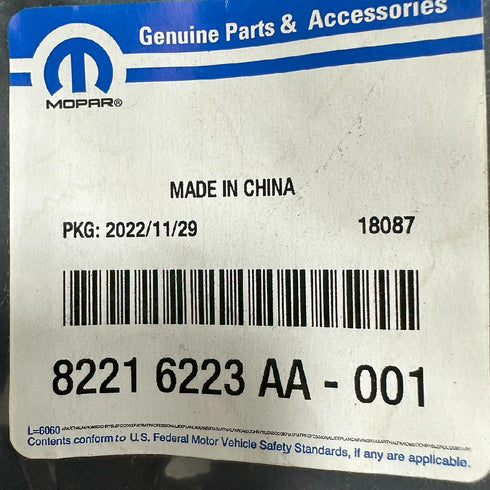 Genuine Parts & Accessories
MOPAR®
MADE IN CHINA
PKG: 2022/11/29 18087
8221 6223 AA - 001
L=6060
Contents conform to U.S. Federal Motor Vehicle Safety Standards, if any are applicable.